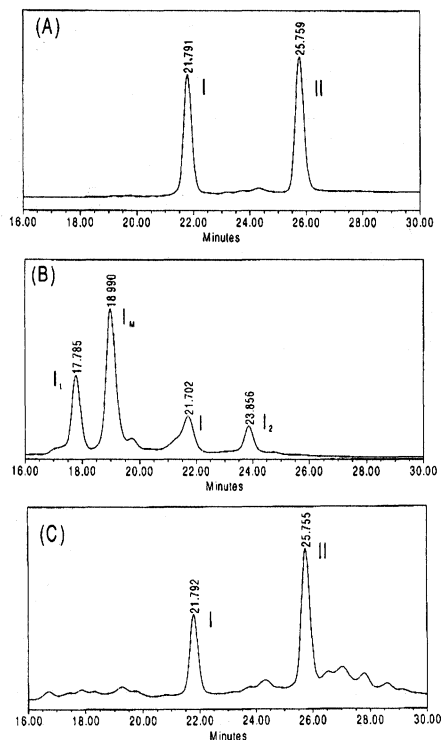 (A)
21.791
I
25.759
II
16.00 18.00 20.00 22.00 24.00 26.00 28.00 30.00
Minutes
(B)
I L
17.785
18.990
I M
21.702
I
23.856
I 2
16.00 18.00 20.00 22.00 24.00 26.00 28.00 30.00
Minutes
(C)
21.792
I
25.755
II
16.00 18.00 20.00 22.00 24.00 26.00 28.00 30.00
Minutes